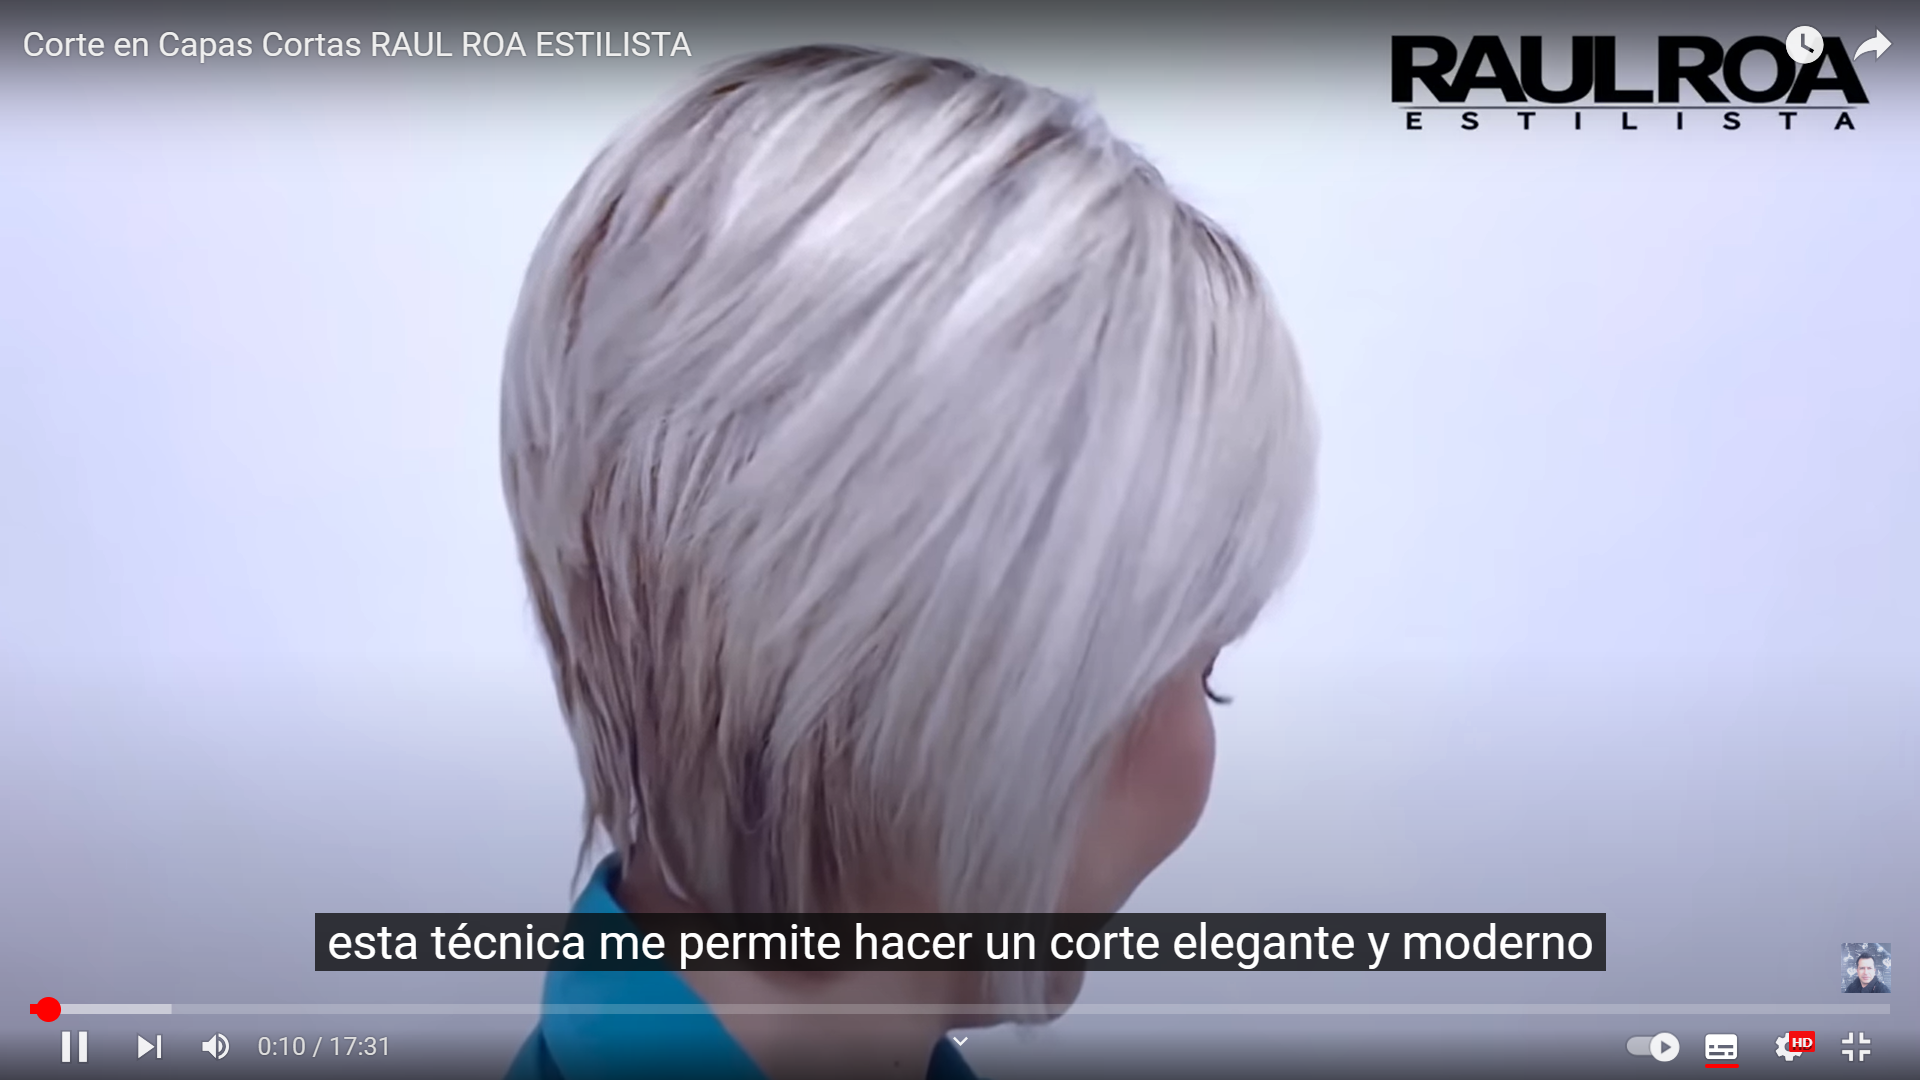 Corte en Capas Cortas RAUL ROA ESTILISTA
RAULROA
ESTILISTA
esta técnica me permite hacer un corte elegante y moderno
0:10 / 17:31
HD